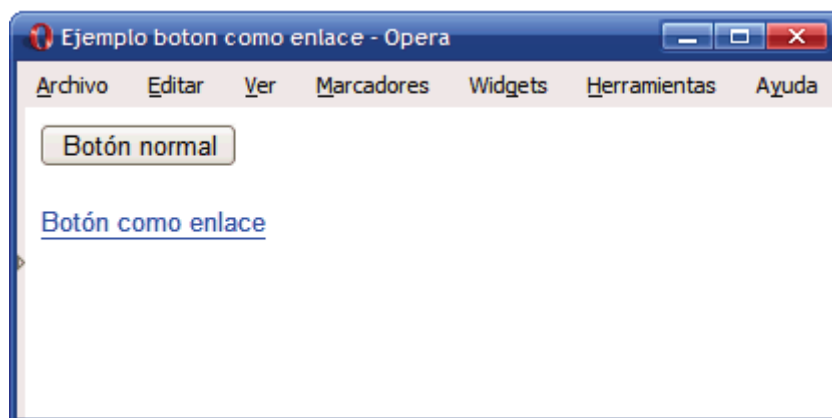 Ejemplo boton como enlace - Opera
Archivo Editar Ver Marcadores Widgets Herramientas Ayuda
Botón normal
Botón como enlace